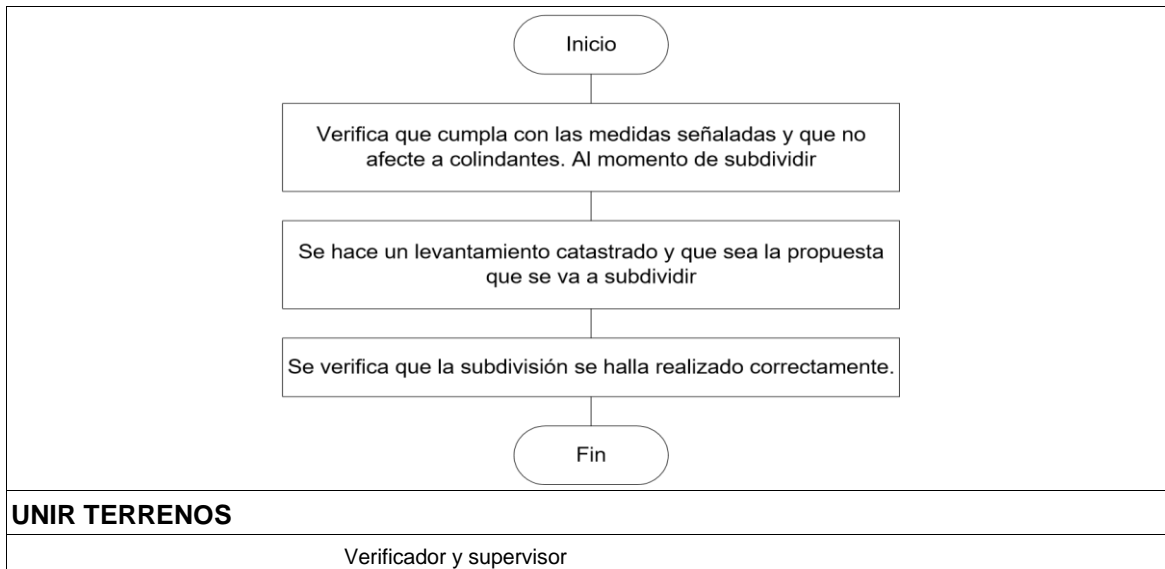 Inicio
Verifica que cumpla con las medidas señaladas y que no
afecte a colindantes. Al momento de subdividir
Se hace un levantamiento catastrado y que sea la propuesta
que se va a subdividir
Se verifica que la subdivisión se halla realizado correctamente.
Fin
UNIR TERRENOS
Verificador y supervisor